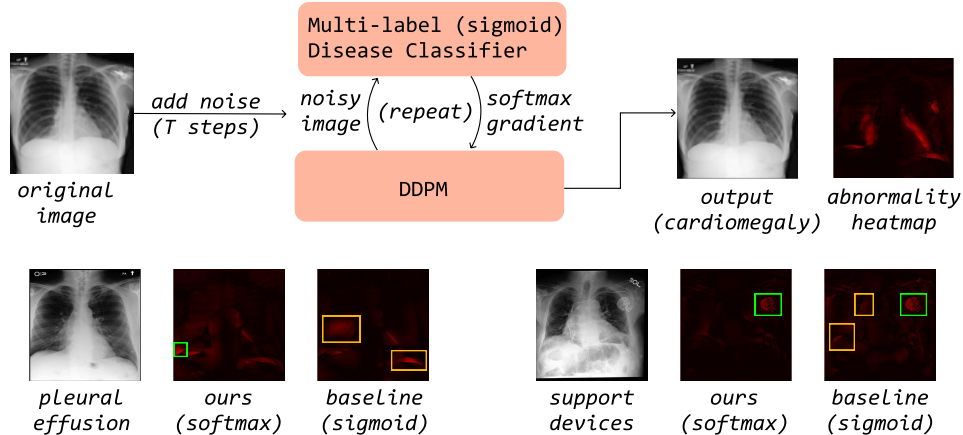 Multi-label (sigmoid)
Disease Classifier
add noise
(T steps)
noisy
image
(repeat)
softmax
gradient
DDPM
original
image
output
(cardiomegaly)
abnormality
heatmap
pleural
effusion
ours
(softmax)
baseline
(sigmoid)
support
devices
ours
(softmax)
baseline
(sigmoid)